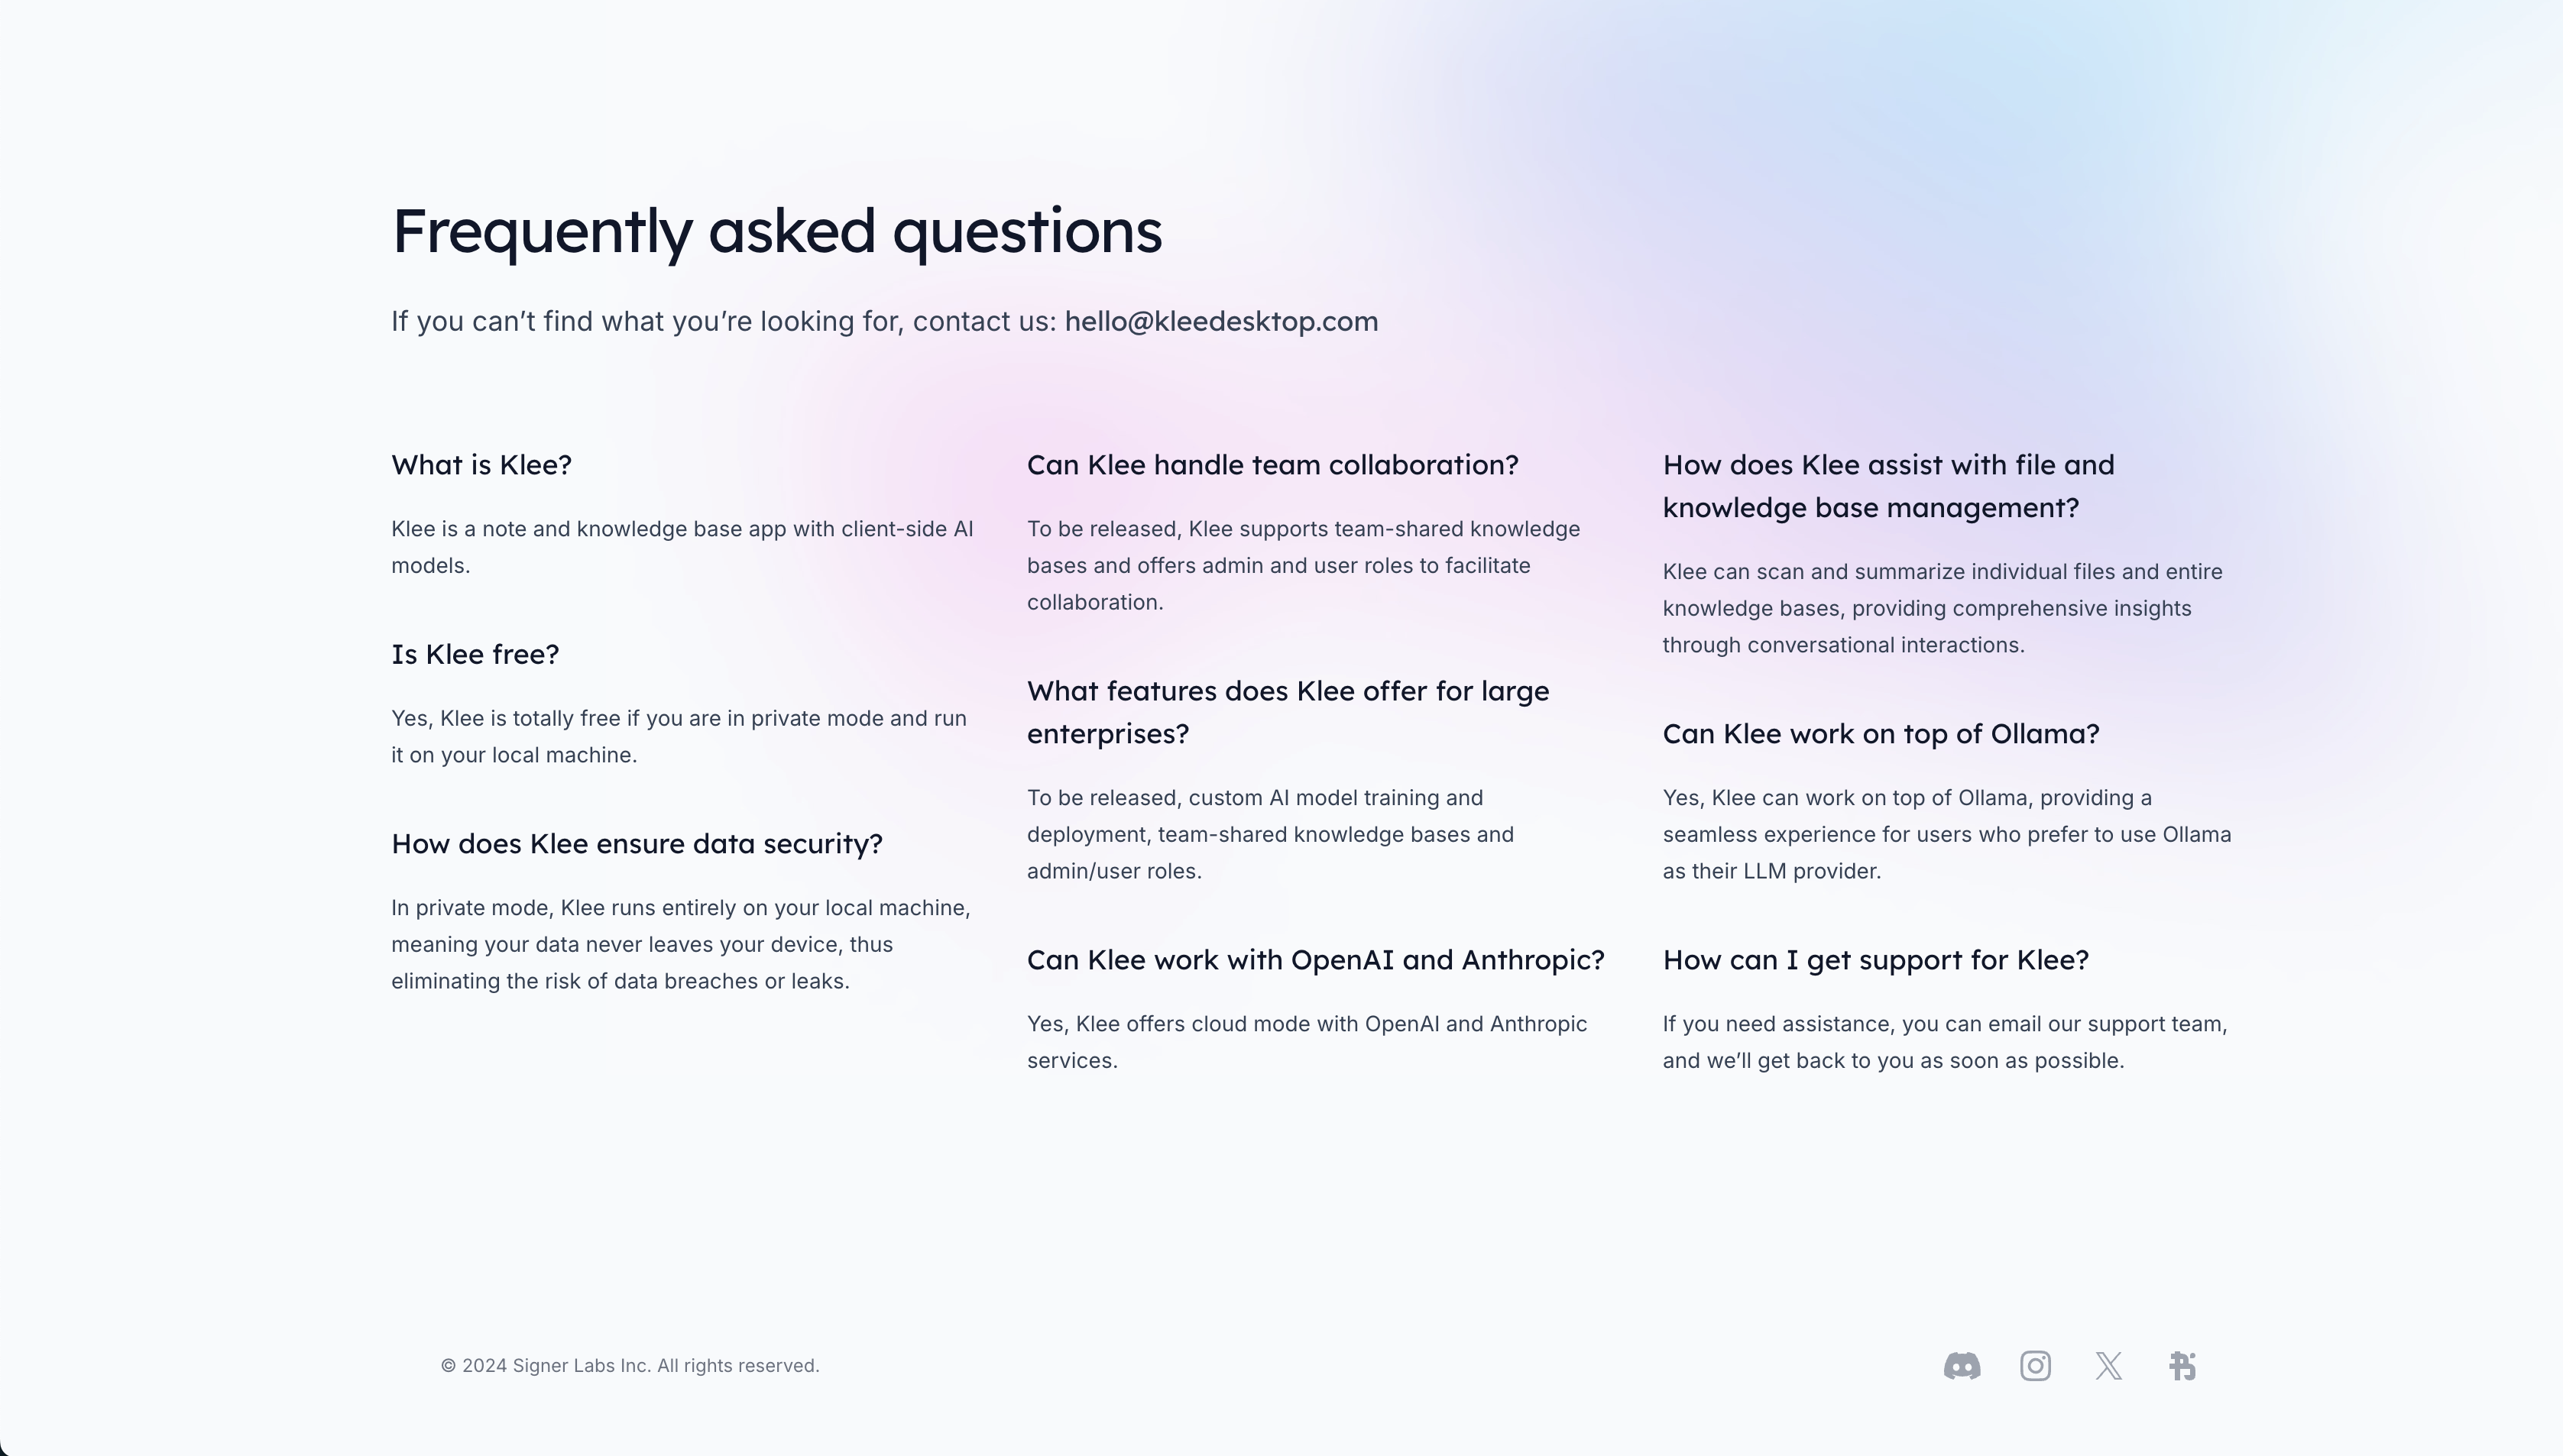 Frequently asked questions
If you can’t find what you’re looking for, contact us: hello@kleedesktop.com
What is Klee?
Klee is a note and knowledge base app with client-side AI
models.
Is Klee free?
Yes, Klee is totally free if you are in private mode and run
it on your local machine.
How does Klee ensure data security?
In private mode, Klee runs entirely on your local machine,
meaning your data never leaves your device, thus
eliminating the risk of data breaches or leaks.
Can Klee handle team collaboration?
To be released, Klee supports team-shared knowledge
bases and offers admin and user roles to facilitate
collaboration.
What features does Klee offer for large
enterprises?
To be released, custom AI model training and
deployment, team-shared knowledge bases and
admin/user roles.
Can Klee work with OpenAI and Anthropic?
Yes, Klee offers cloud mode with OpenAI and Anthropic
services.
How does Klee assist with file and
knowledge base management?
Klee can scan and summarize individual files and entire
knowledge bases, providing comprehensive insights
through conversational interactions.
Can Klee work on top of Ollama?
Yes, Klee can work on top of Ollama, providing a
seamless experience for users who prefer to use Ollama
as their LLM provider.
How can I get support for Klee?
If you need assistance, you can email our support team,
and we’ll get back to you as soon as possible.
© 2024 Signer Labs Inc. All rights reserved.